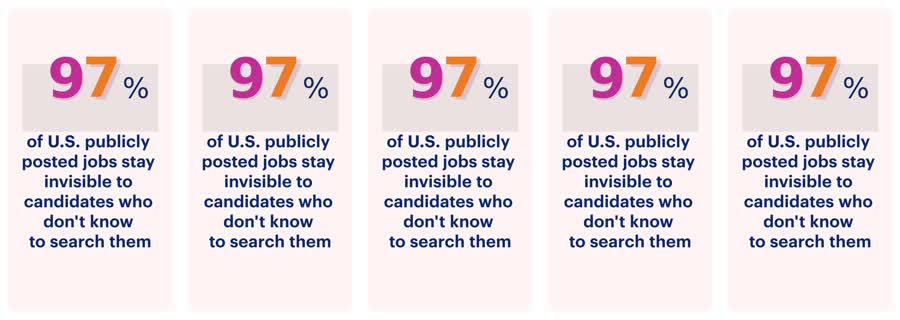 97%
of U.S. publicly
posted jobs stay
invisible to
candidates who
don't know
to search them
97%
of U.S. publicly
posted jobs stay
invisible to
candidates who
don't know
to search them
97%
of U.S. publicly
posted jobs stay
invisible to
candidates who
don't know
to search them
97%
of U.S. publicly
posted jobs stay
invisible to
candidates who
don't know
to search them
97%
of U.S. publicly
posted jobs stay
invisible to
candidates who
don't know
to search them